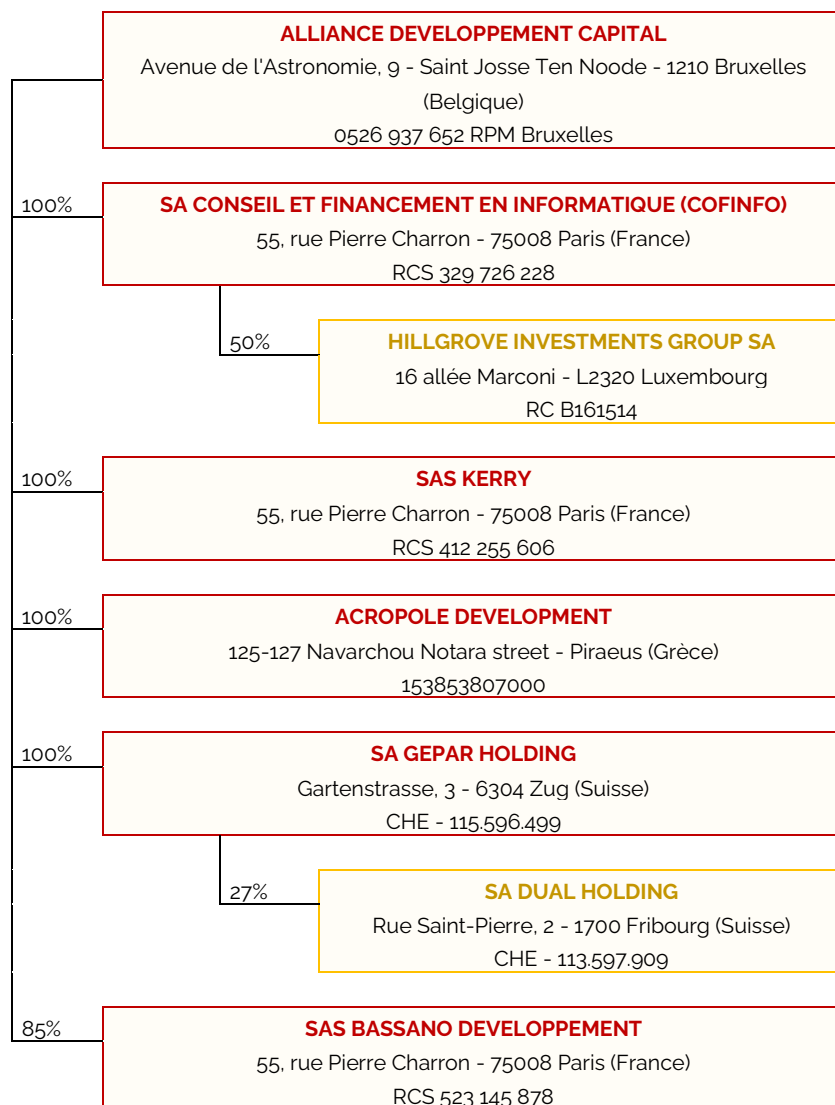 ALLIANCE DEVELOPPEMENT CAPITAL
Avenue de l'Astronomie, 9 - Saint Josse Ten Noode - 1210 Bruxelles
(Belgique)
0526 937 652 RPM Bruxelles
100%
SA CONSEIL ET FINANCEMENT EN INFORMATIQUE (COFINFO)
55, rue Pierre Charron - 75008 Paris (France)
RCS 329 726 228
50%
HILLGROVE INVESTMENTS GROUP SA
16 allée Marconi - L2320 Luxembourg
RC B161514
100%
SAS KERRY
55, rue Pierre Charron - 75008 Paris (France)
RCS 412 255 606
100%
ACROPOLE DEVELOPMENT
125-127 Navarchou Notara street - Piraeus (Grèce)
153853807000
100%
SA GEPAR HOLDING
Gartenstrasse, 3 - 6304 Zug (Suisse)
CHE - 115.596.499
27%
SA DUAL HOLDING
Rue Saint-Pierre, 2 - 1700 Fribourg (Suisse)
CHE - 113.597.909
85%
SAS BASSANO DEVELOPPEMENT
55, rue Pierre Charron - 75008 Paris (France)
RCS 523 145 878